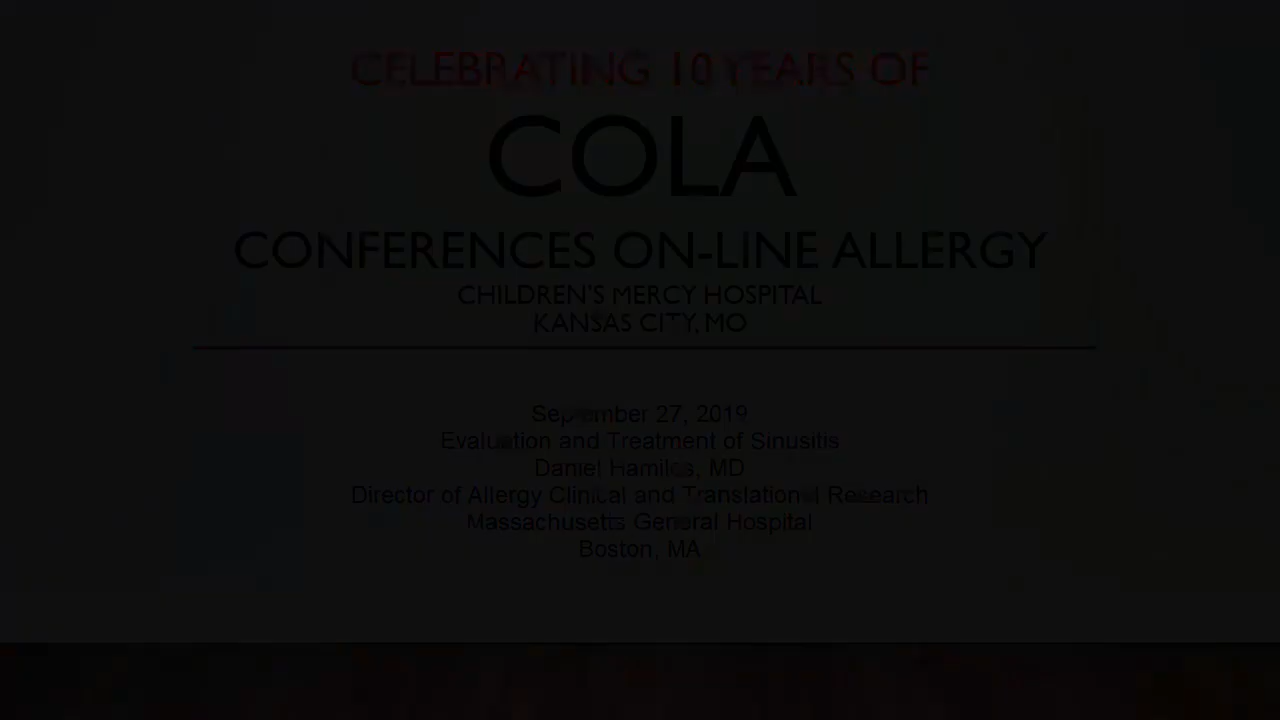 CELEBRATING 10 YEARS OF
COLA
CONFERENCES ON-LINE ALLERGY
CHILDREN'S MERCY HOSPITAL
KANSAS CITY, MO
September 27, 2019
Evaluation and Treatment of Sinusitis
Daniel Hamilos, MD
Director of Allergy Clinical and Translational Research
Massachusetts General Hospital
Boston, MA